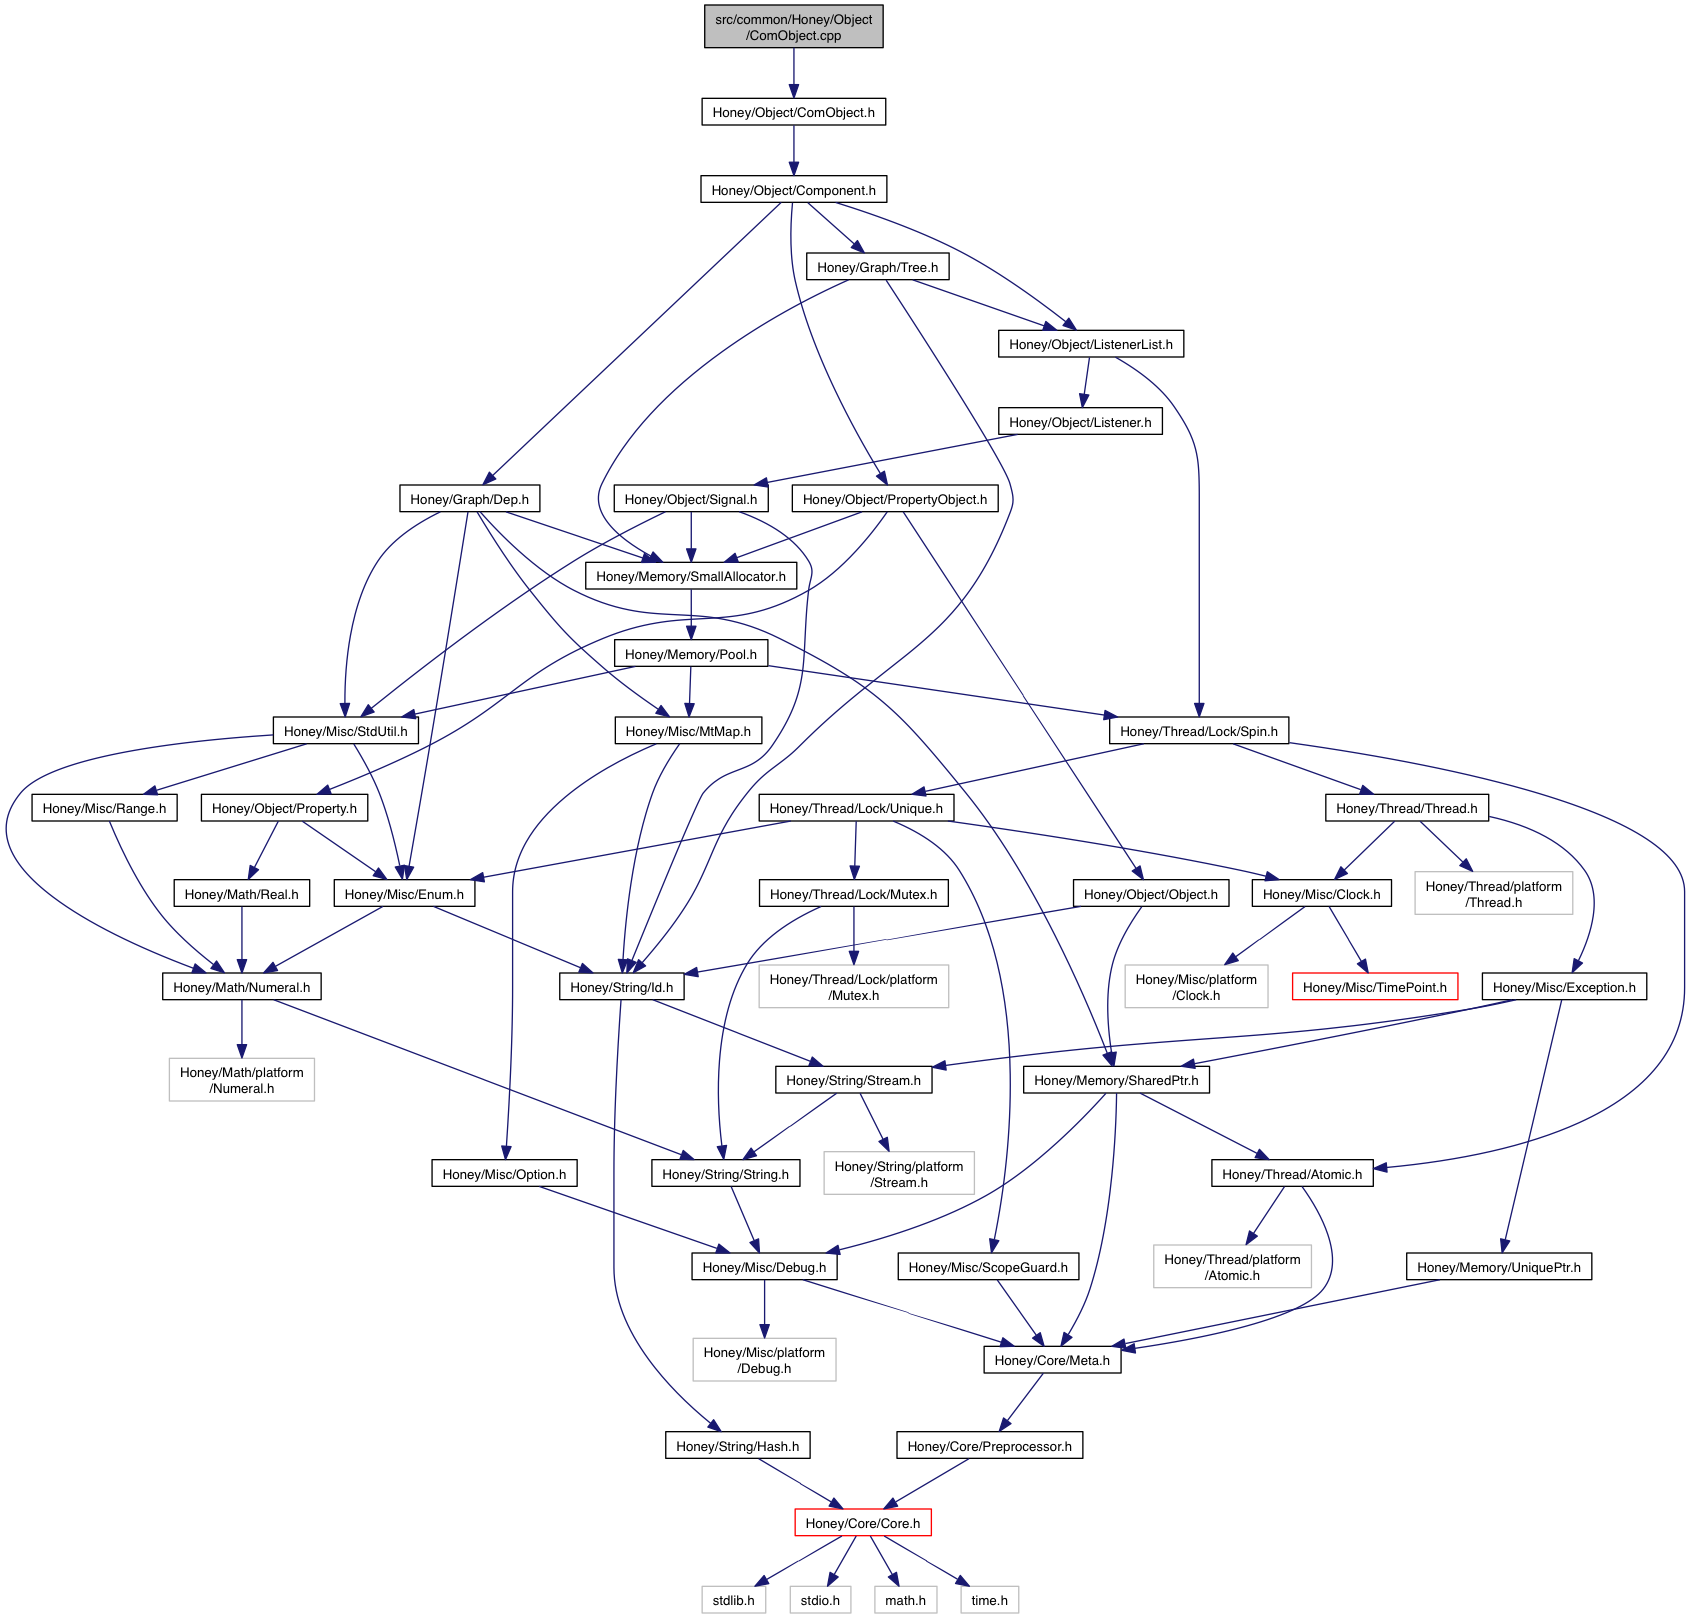 src/common/Honey/Object
/ComObject.cpp
Honey/Object/ComObject.h
Honey/Object/Component.h
Honey/Graph/Tree.h
Honey/Object/ListenerList.h
Honey/Object/Listener.h
Honey/Graph/Dep.h
Honey/Object/Signal.h
Honey/Object/PropertyObject.h
Honey/Memory/SmallAllocator.h
Honey/Memory/Pool.h
Honey/Misc/StdUtil.h
Honey/Misc/MtMap.h
Honey/Thread/Lock/Spin.h
Honey/Misc/Range.h
Honey/Object/Property.h
Honey/Thread/Lock/Unique.h
Honey/Thread/Thread.h
Honey/Math/Real.h
Honey/Misc/Enum.h
Honey/Thread/Lock/Mutex.h
Honey/Object/Object.h
Honey/Misc/Clock.h
Honey/Thread/platform
/Thread.h
Honey/Math/Numeral.h
Honey/String/Id.h
Honey/Thread/Lock/platform
/Mutex.h
Honey/Misc/platform
/Clock.h
Honey/Misc/TimePoint.h
Honey/Misc/Exception.h
Honey/Math/platform
/Numeral.h
Honey/String/Stream.h
Honey/Memory/SharedPtr.h
Honey/Misc/Option.h
Honey/String/String.h
Honey/String/platform
/Stream.h
Honey/Thread/Atomic.h
Honey/Misc/Debug.h
Honey/Misc/ScopeGuard.h
Honey/Thread/platform
/Atomic.h
Honey/Memory/UniquePtr.h
Honey/Misc/platform
/Debug.h
Honey/Core/Meta.h
Honey/String/Hash.h
Honey/Core/Preprocessor.h
Honey/Core/Core.h
stdlib.h
stdio.h
math.h
time.h